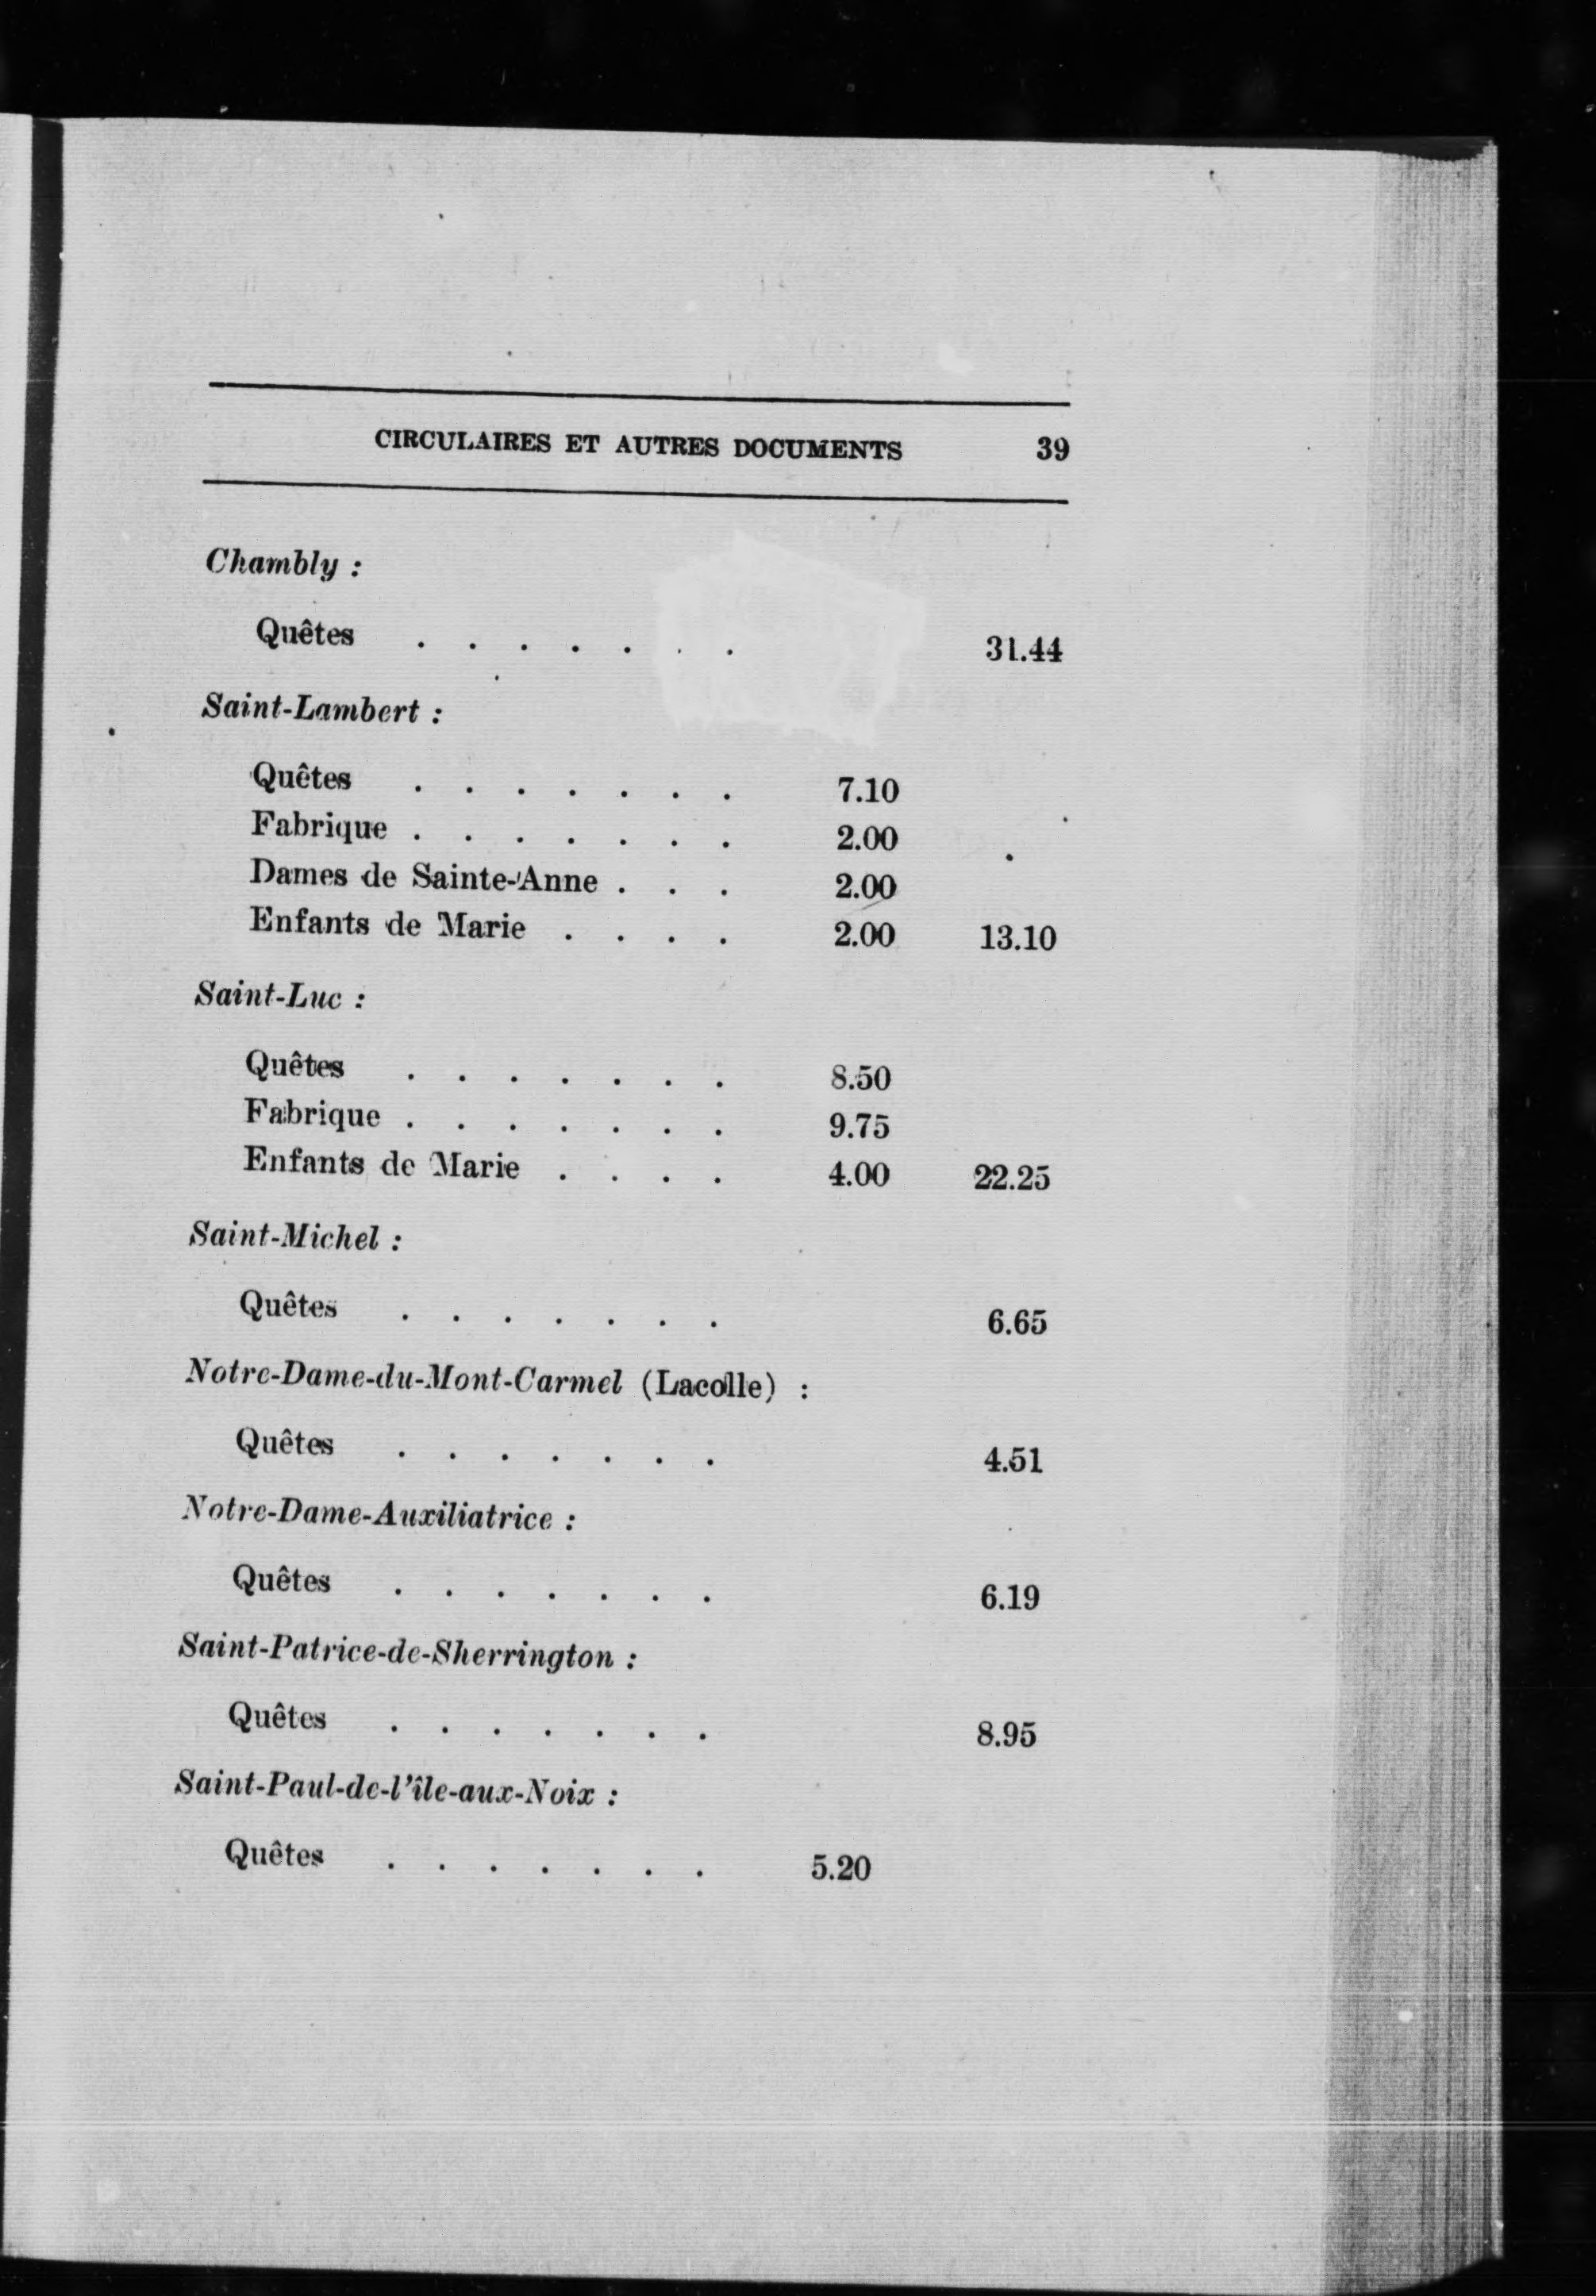 CIRCULAIRES ET AUTRES DOCUMENTS 39
Chambly :
Quêtes . . . . . . . 31.44
Saint-Lambert :
Quêtes . . . . . . . 7.10
Fabrique . . . . . . . 2.00
Dames de Sainte-Anne . . . 2.00
Enfants de Marie . . . . 2.00 13.10
Saint-Luc :
Quêtes . . . . . . . 8.50
Fabrique . . . . . . . 9.75
Enfants de Marie . . . . 4.00 22.25
Saint-Michel :
Quêtes . . . . . . . 6.65
Notre-Dame-du-Mont-Carmel (Lacolle) :
Quêtes . . . . . . . 4.51
Notre-Dame-Auxiliatrice :
Quêtes . . . . . . . 6.19
Saint-Patrice-de-Sherrington :
Quêtes . . . . . . . 8.95
Saint-Paul-de-l'île-aux-Noix :
Quêtes . . . . . . . 5.20